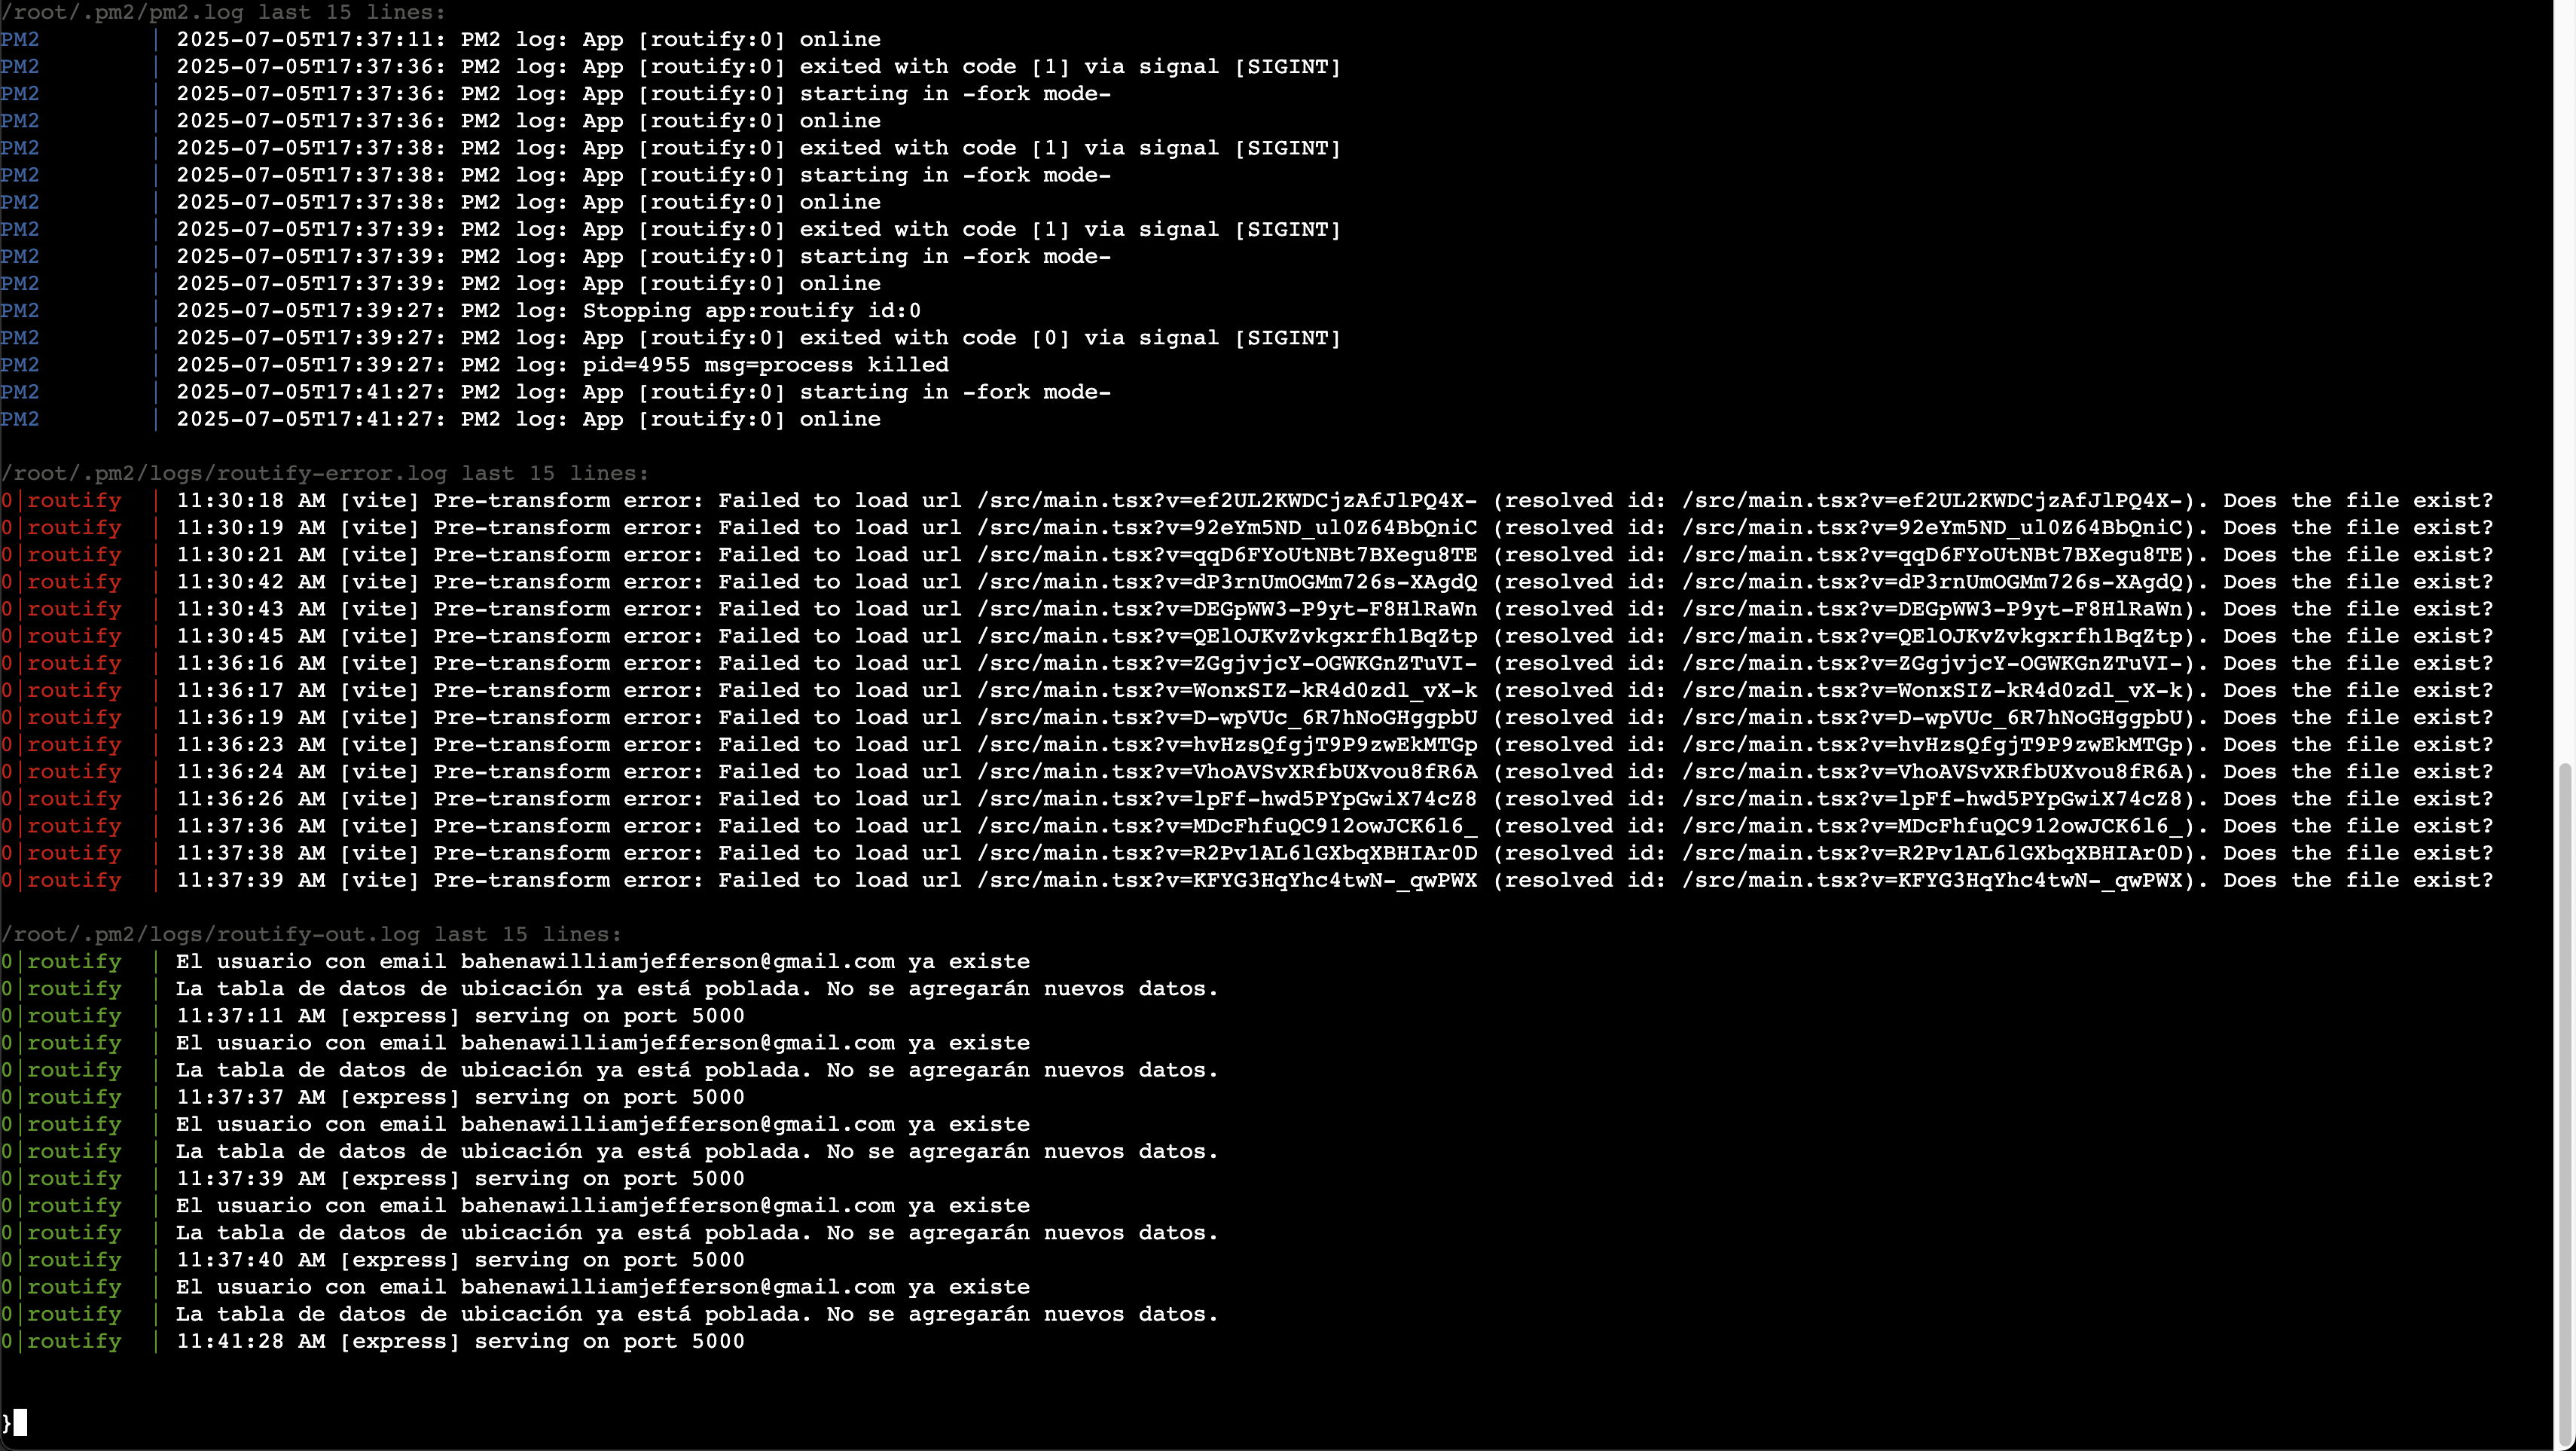 /root/.pm2/pm2.log last 15 lines:
PM2 | 2025-07-05T17:37:11: PM2 log: App [routify:0] online
PM2 | 2025-07-05T17:37:36: PM2 log: App [routify:0] exited with code [1] via signal [SIGINT]
PM2 | 2025-07-05T17:37:36: PM2 log: App [routify:0] starting in -fork mode-
PM2 | 2025-07-05T17:37:36: PM2 log: App [routify:0] online
PM2 | 2025-07-05T17:37:38: PM2 log: App [routify:0] exited with code [1] via signal [SIGINT]
PM2 | 2025-07-05T17:37:38: PM2 log: App [routify:0] starting in -fork mode-
PM2 | 2025-07-05T17:37:38: PM2 log: App [routify:0] online
PM2 | 2025-07-05T17:37:39: PM2 log: App [routify:0] exited with code [1] via signal [SIGINT]
PM2 | 2025-07-05T17:37:39: PM2 log: App [routify:0] starting in -fork mode-
PM2 | 2025-07-05T17:37:39: PM2 log: App [routify:0] online
PM2 | 2025-07-05T17:39:27: PM2 log: Stopping app:routify id:0
PM2 | 2025-07-05T17:39:27: PM2 log: App [routify:0] exited with code [0] via signal [SIGINT]
PM2 | 2025-07-05T17:39:27: PM2 log: pid=4955 msg=process killed
PM2 | 2025-07-05T17:41:27: PM2 log: App [routify:0] starting in -fork mode-
PM2 | 2025-07-05T17:41:27: PM2 log: App [routify:0] online
/root/.pm2/logs/routify-error.log last 15 lines:
0|routify | 11:30:18 AM [vite] Pre-transform error: Failed to load url /src/main.tsx?v=ef2UL2KWDCjzAfJlPQ4X- (resolved id: /src/main.tsx?v=ef2UL2KWDCjzAfJlPQ4X-). Does the file exist?
0|routify | 11:30:19 AM [vite] Pre-transform error: Failed to load url /src/main.tsx?v=92eYm5ND_ul0Z64BbQniC (resolved id: /src/main.tsx?v=92eYm5ND_ul0Z64BbQniC). Does the file exist?
0|routify | 11:30:21 AM [vite] Pre-transform error: Failed to load url /src/main.tsx?v=qqD6FYoUtNBt7BXegu8TE (resolved id: /src/main.tsx?v=qqD6FYoUtNBt7BXegu8TE). Does the file exist?
0|routify | 11:30:42 AM [vite] Pre-transform error: Failed to load url /src/main.tsx?v=dP3rnUmOGMm726s-XAgdQ (resolved id: /src/main.tsx?v=dP3rnUmOGMm726s-XAgdQ). Does the file exist?
0|routify | 11:30:43 AM [vite] Pre-transform error: Failed to load url /src/main.tsx?v=DEGpWW3-P9yt-F8HlRaWn (resolved id: /src/main.tsx?v=DEGpWW3-P9yt-F8HlRaWn). Does the file exist?
0|routify | 11:30:45 AM [vite] Pre-transform error: Failed to load url /src/main.tsx?v=QElOJKvZvkgxrfh1BqZtp (resolved id: /src/main.tsx?v=QElOJKvZvkgxrfh1BqZtp). Does the file exist?
0|routify | 11:36:16 AM [vite] Pre-transform error: Failed to load url /src/main.tsx?v=ZGgjvjcY-OGWKGnZTuVI- (resolved id: /src/main.tsx?v=ZGgjvjcY-OGWKGnZTuVI-). Does the file exist?
0|routify | 11:36:17 AM [vite] Pre-transform error: Failed to load url /src/main.tsx?v=WonxSIZ-kR4d0zdl_vX-k (resolved id: /src/main.tsx?v=WonxSIZ-kR4d0zdl_vX-k). Does the file exist?
0|routify | 11:36:19 AM [vite] Pre-transform error: Failed to load url /src/main.tsx?v=D-wpVUc_6R7hNoGHggpbU (resolved id: /src/main.tsx?v=D-wpVUc_6R7hNoGHggpbU). Does the file exist?
0|routify | 11:36:23 AM [vite] Pre-transform error: Failed to load url /src/main.tsx?v=hvHzsQfgjT9P9zwEkMTGp (resolved id: /src/main.tsx?v=hvHzsQfgjT9P9zwEkMTGp). Does the file exist?
0|routify | 11:36:24 AM [vite] Pre-transform error: Failed to load url /src/main.tsx?v=VhoAVSvXRfbUXvou8fR6A (resolved id: /src/main.tsx?v=VhoAVSvXRfbUXvou8fR6A). Does the file exist?
0|routify | 11:36:26 AM [vite] Pre-transform error: Failed to load url /src/main.tsx?v=lpFf-hwd5PYpGwiX74cZ8 (resolved id: /src/main.tsx?v=lpFf-hwd5PYpGwiX74cZ8). Does the file exist?
0|routify | 11:37:36 AM [vite] Pre-transform error: Failed to load url /src/main.tsx?v=MDcFhfuQC912owJCK6l6_ (resolved id: /src/main.tsx?v=MDcFhfuQC912owJCK6l6_). Does the file exist?
0|routify | 11:37:38 AM [vite] Pre-transform error: Failed to load url /src/main.tsx?v=R2Pv1AL6lGXbqXBHIAr0D (resolved id: /src/main.tsx?v=R2Pv1AL6lGXbqXBHIAr0D). Does the file exist?
0|routify | 11:37:39 AM [vite] Pre-transform error: Failed to load url /src/main.tsx?v=KFYG3HqYhc4twN-_qwPWX (resolved id: /src/main.tsx?v=KFYG3HqYhc4twN-_qwPWX). Does the file exist?
/root/.pm2/logs/routify-out.log last 15 lines:
0|routify | El usuario con email bahenawilliamjefferson@gmail.com ya existe
0|routify | La tabla de datos de ubicación ya está poblada. No se agregarán nuevos datos.
0|routify | 11:37:11 AM [express] serving on port 5000
0|routify | El usuario con email bahenawilliamjefferson@gmail.com ya existe
0|routify | La tabla de datos de ubicación ya está poblada. No se agregarán nuevos datos.
0|routify | 11:37:37 AM [express] serving on port 5000
0|routify | El usuario con email bahenawilliamjefferson@gmail.com ya existe
0|routify | La tabla de datos de ubicación ya está poblada. No se agregarán nuevos datos.
0|routify | 11:37:39 AM [express] serving on port 5000
0|routify | El usuario con email bahenawilliamjefferson@gmail.com ya existe
0|routify | La tabla de datos de ubicación ya está poblada. No se agregarán nuevos datos.
0|routify | 11:37:40 AM [express] serving on port 5000
0|routify | El usuario con email bahenawilliamjefferson@gmail.com ya existe
0|routify | La tabla de datos de ubicación ya está poblada. No se agregarán nuevos datos.
0|routify | 11:41:28 AM [express] serving on port 5000
}